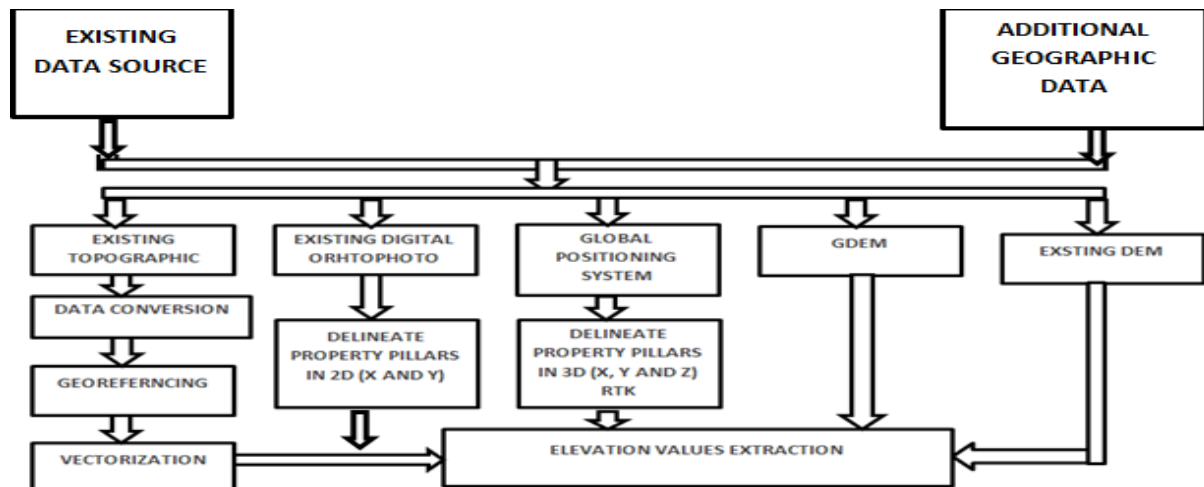 EXISTING
DATA SOURCE
ADDITIONAL
GEOGRAPHIC
DATA
EXISTING
TOPOGRAPHIC
EXISTING DIGITAL
ORHTOPHOTO
GLOBAL
POSITIONING
SYSTEM
GDEM
EXSTING DEM
DATA CONVERSION
DELINEATE
PROPERTY PILLARS
IN 2D (X AND Y)
DELINEATE
PROPERTY PILLARS
IN 3D (X, Y AND Z)
RTK
GEOREFERNCING
VECTORIZATION
ELEVATION VALUES EXTRACTION